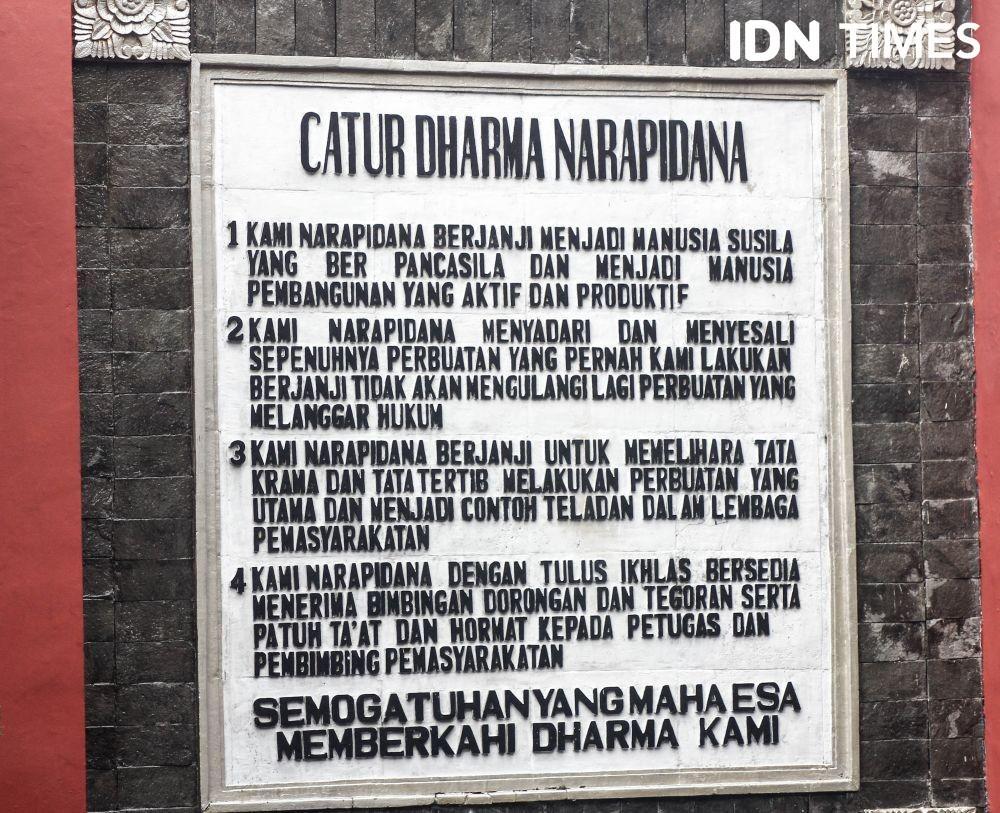 IDN TIMES
CATUR DHARMA NARAPIDANA
1 KAMI NARAPIDANA BERJANJI MENJADI MANUSIA SUSILA
YANG BER PANCASILA DAN MENJADI MANUSIA
PEMBANGUNAN YANG AKTIF DAN PRODUKTIF
2 KAMI NARAPIDANA MENYADARI DAN MENYESALI
SEPENUHNYA PERBUATAN YANG PERNAH KAMI LAKUKAN
BERJANJI TIDAK AKAN MENGULANGI LAGI PERBUATAN YANG
MELANGGAR HUKUM
3 KAMI NARAPIDANA BERJANJI UNTUK MEMELIHARA TATA
KRAMA DAN TATA TERTIB MELAKUKAN PERBUATAN YANG
UTAMA DAN MENJADI CONTOH TELADAN DALAM LEMBAGA
PEMASYARAKATAN
4 KAMI NARAPIDANA DENGAN TULUS IKHLAS BERSEDIA
MENERIMA BIMBINGAN DORONGAN DAN TEGORAN SERTA
PATUH TA'AT DAN HORMAT KEPADA PETUGAS DAN
PEMBIMBiNG PEMASYARAKATAN
SEMOGA TUHAN YANG MAHA ESA
MEMBERKAHI DHARMA KAMI